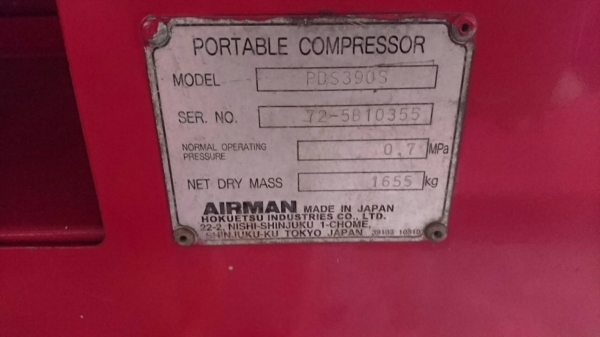 PORTABLE COMPRESSOR
MODEL PDS390S
SER. NO. 72-5B10355
NORMAL OPERATING PRESSURE 0.7 MPa
NET DRY MASS 1655 kg
AIRMAN MADE IN JAPAN
HOKUETSU INDUSTRIES CO., LTD.
22-2, NISHI-SHINJUKU 1-CHOME,
SHINJUKU-KU TOKYO JAPAN